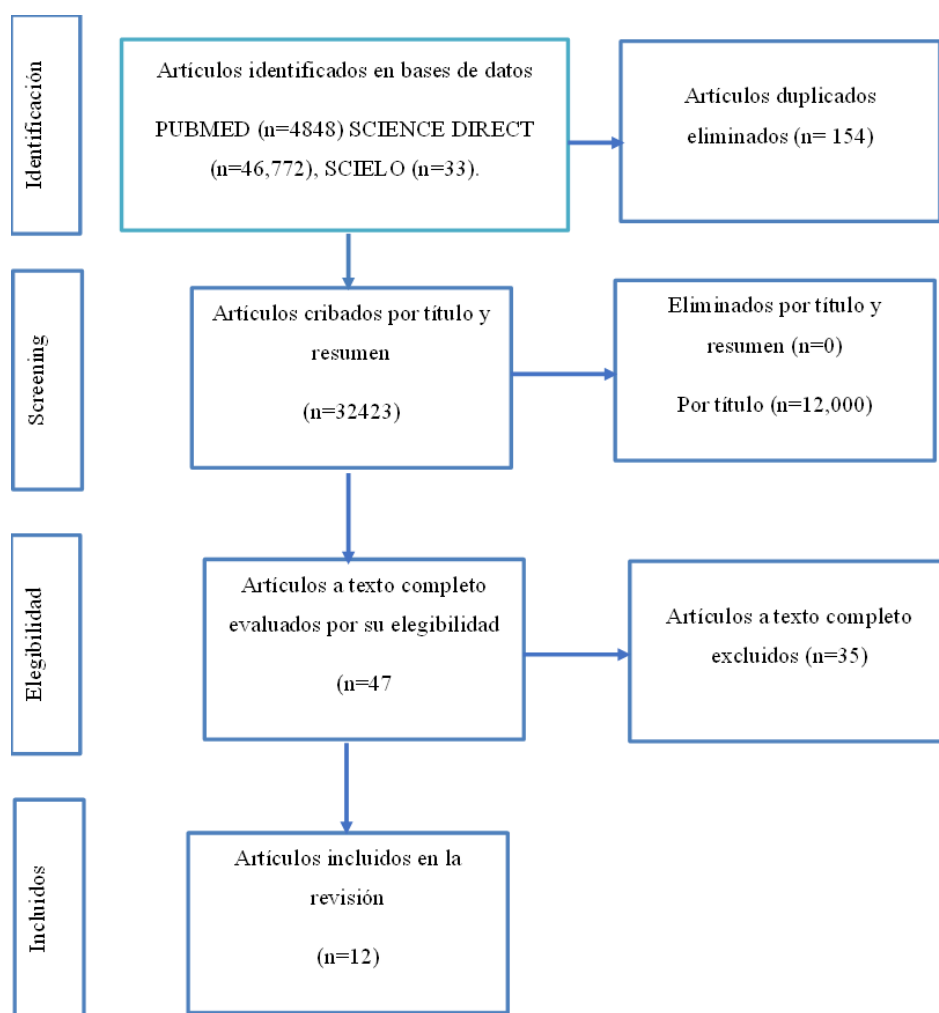 Identificación
Artículos identificados en bases de datos
PUBMED (n=4848) SCIENCE DIRECT
(n=46,772), SCIELO (n=33).
Artículos duplicados
eliminados (n= 154)
Screening
Artículos cribados por título y
resumen
(n=32423)
Eliminados por título y
resumen (n=0)
Por título (n=12,000)
Elegibilidad
Artículos a texto completo
evaluados por su elegibilidad
(n=47
Artículos a texto completo
excluidos (n=35)
Incluidos
Artículos incluidos en la
revisión
(n=12)